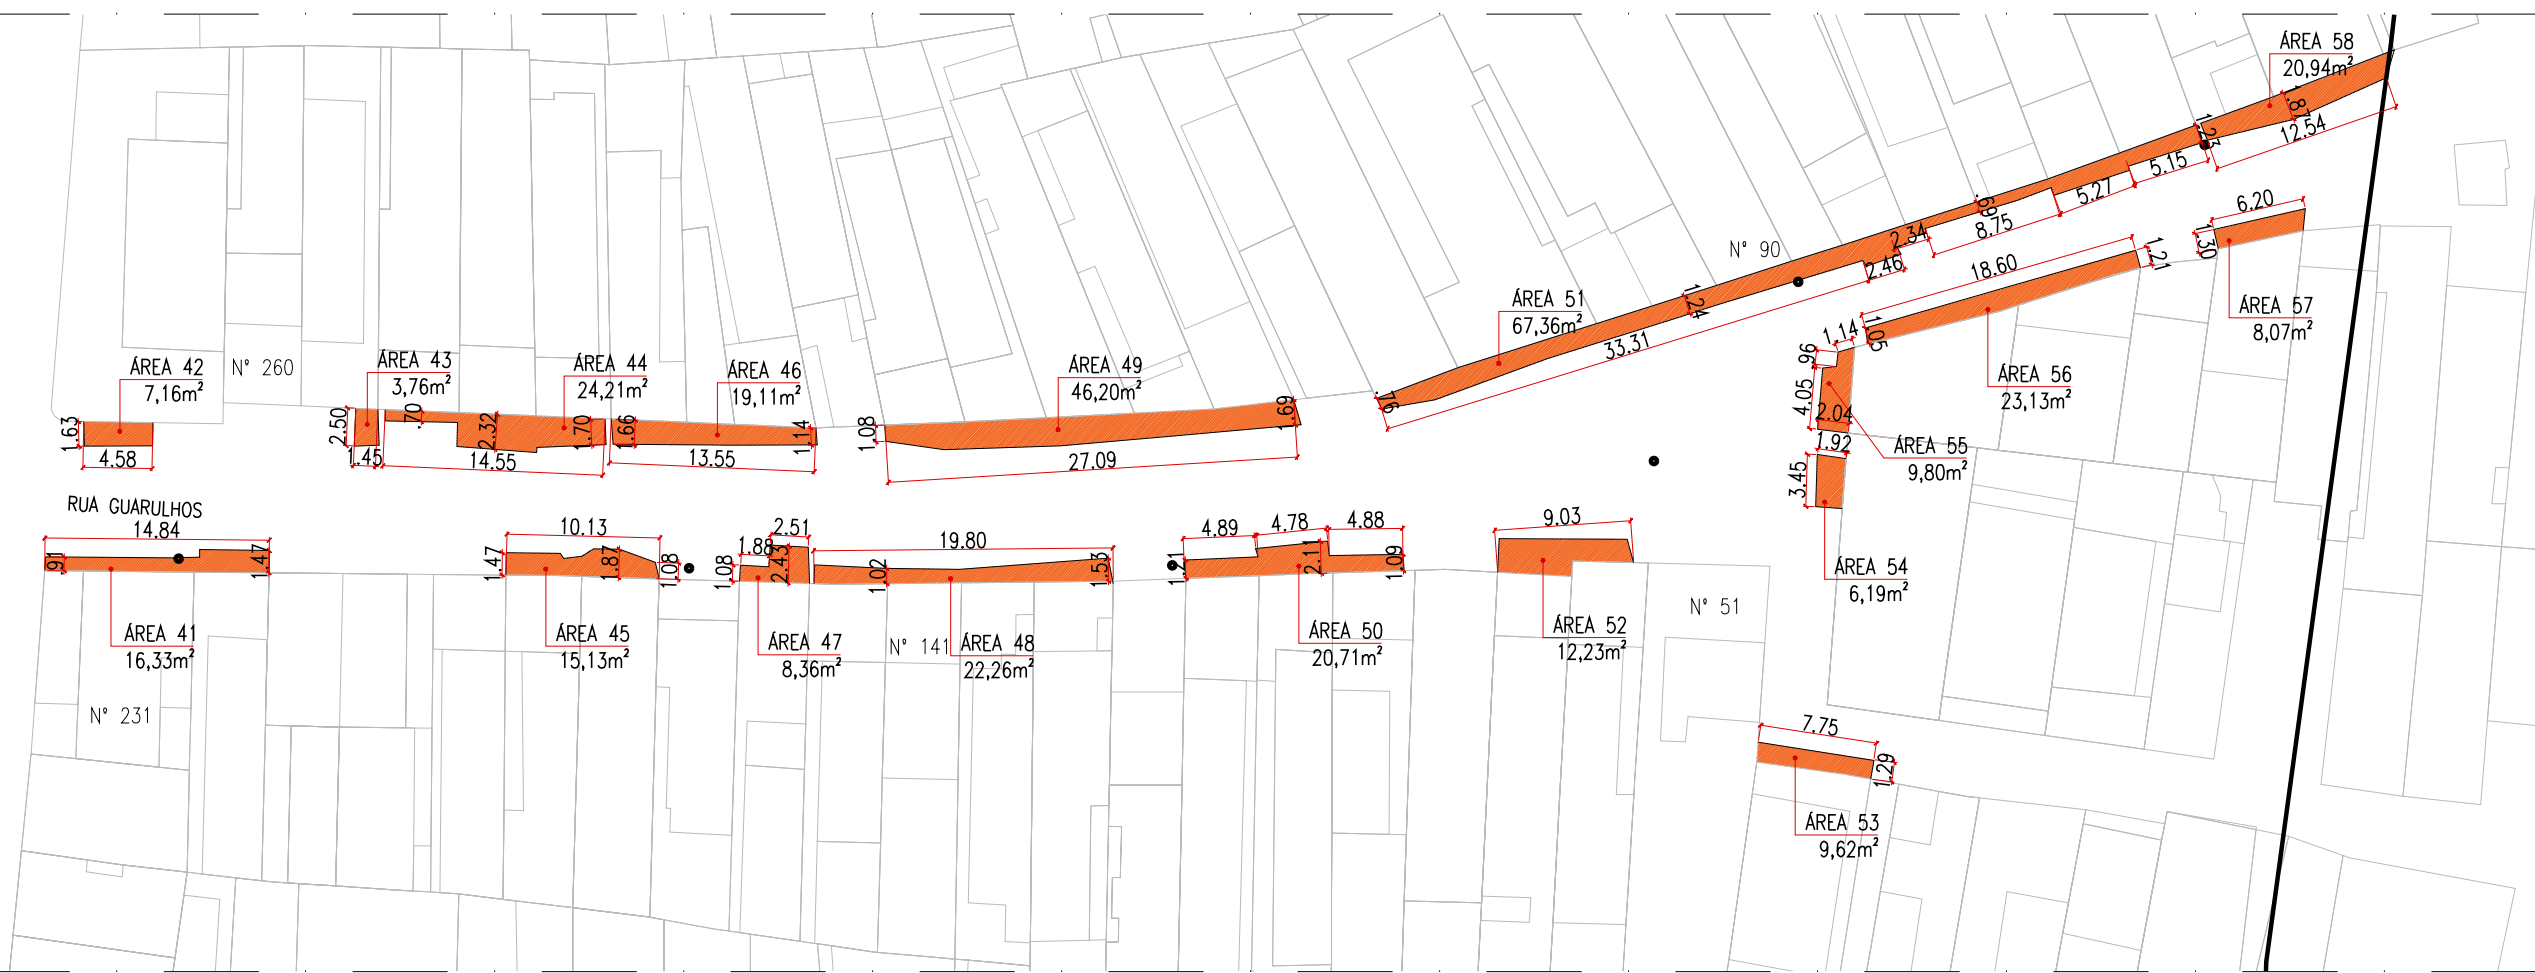 ÁREA 58
20,94m²
1.87
12.54
1.23
5.15
5.27
.69
8.75
2.34
2.46
N° 90
6.20
1.30
1.21
18.60
ÁREA 57
8,07m²
ÁREA 51
67,36m²
1.24
33.31
.76
1.14
1.05
.96
4.05
2.04
ÁREA 56
23,13m²
ÁREA 42
7,16m²
N° 260
ÁREA 43
3,76m²
ÁREA 44
24,21m²
ÁREA 46
19,11m²
ÁREA 49
46,20m²
1.63
4.58
2.50
1.45
.70
2.32
1.70
14.55
1.66
1.14
13.55
1.08
1.69
27.09
1.92
3.45
ÁREA 55
9,80m²
ÁREA 54
6,19m²
RUA GUARULHOS
14.84
.91
1.47
10.13
1.47
1.87
1.08
1.88
2.51
1.08
2.43
19.80
1.02
1.53
4.89
4.78
4.88
1.21
2.11
1.09
9.03
N° 51
ÁREA 41
16,33m²
ÁREA 45
15,13m²
ÁREA 47
8,36m²
N° 141
ÁREA 48
22,26m²
ÁREA 50
20,71m²
ÁREA 52
12,23m²
N° 231
7.75
1.29
ÁREA 53
9,62m²